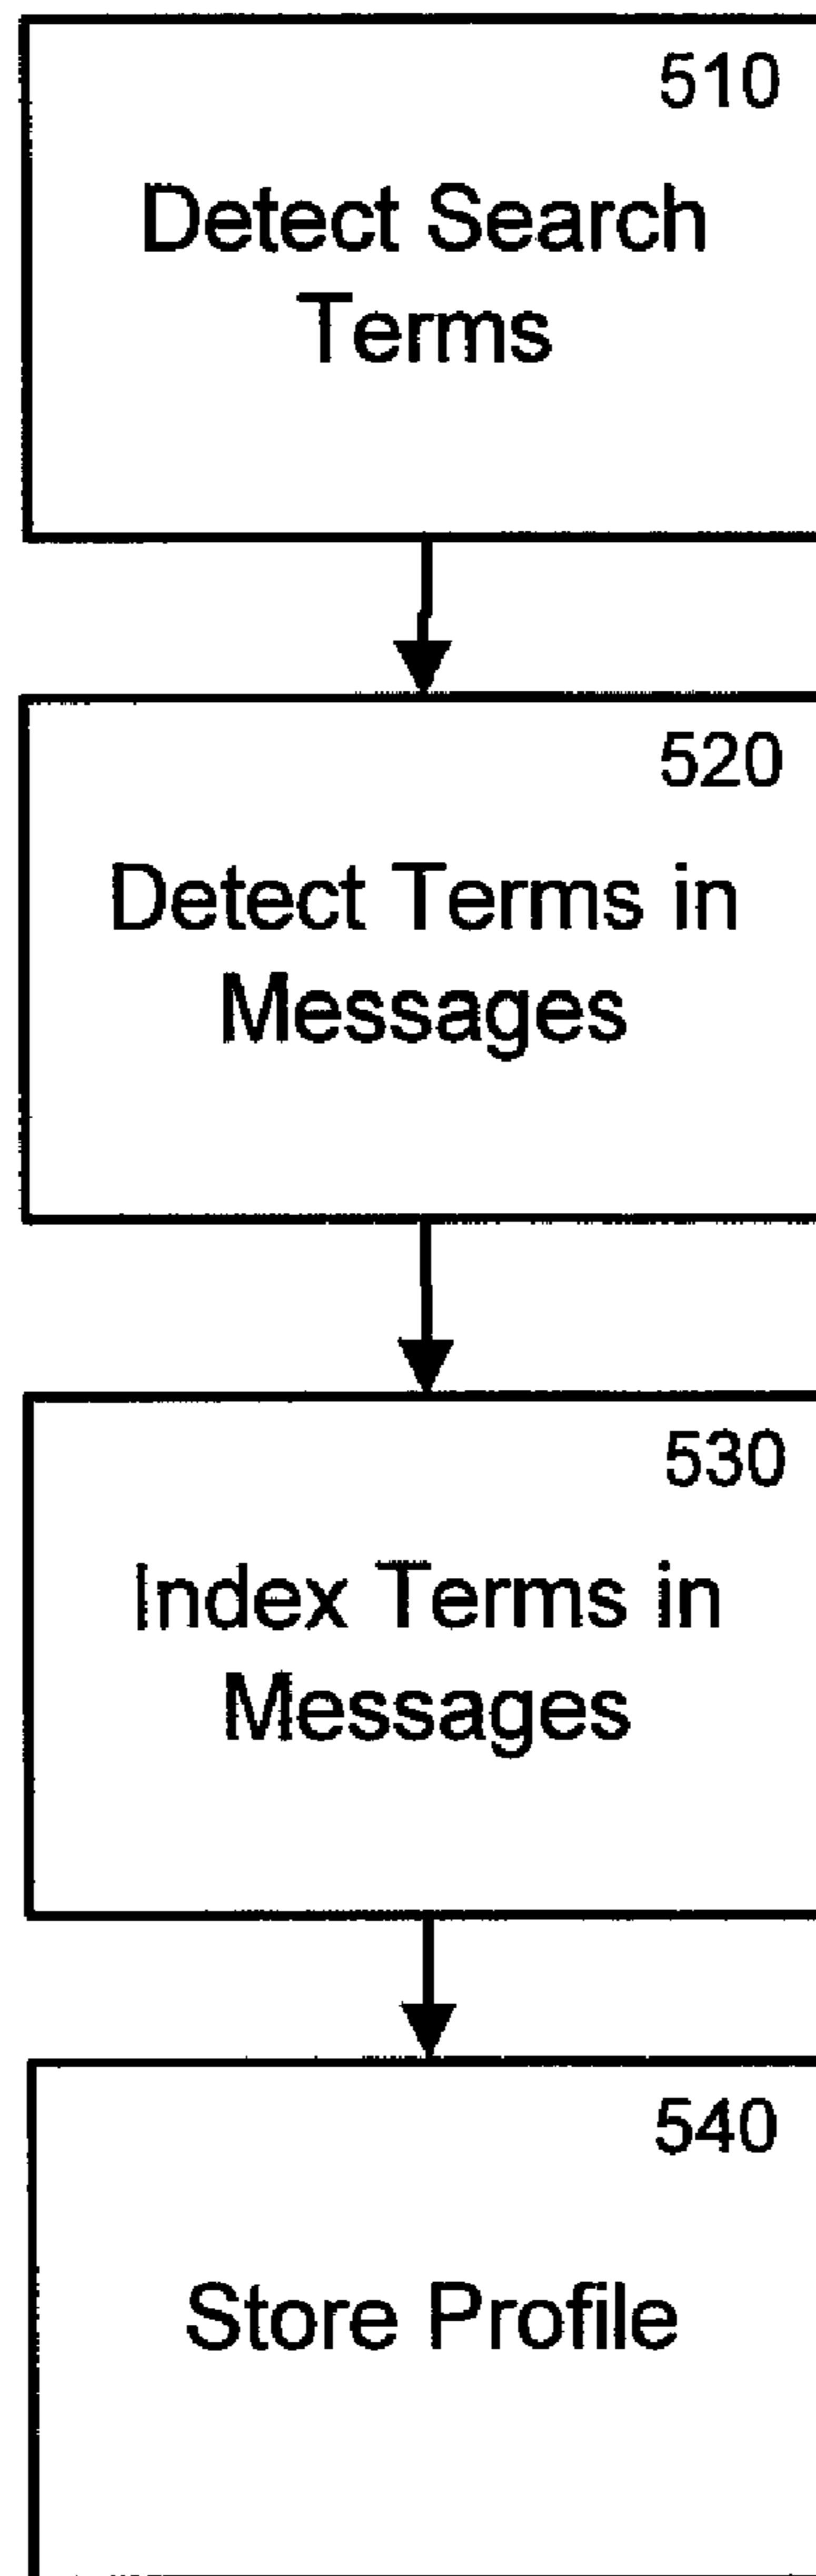 510
Detect Search
Terms
520
Detect Terms in
Messages
530
Index Terms in
Messages
540
Store Profile